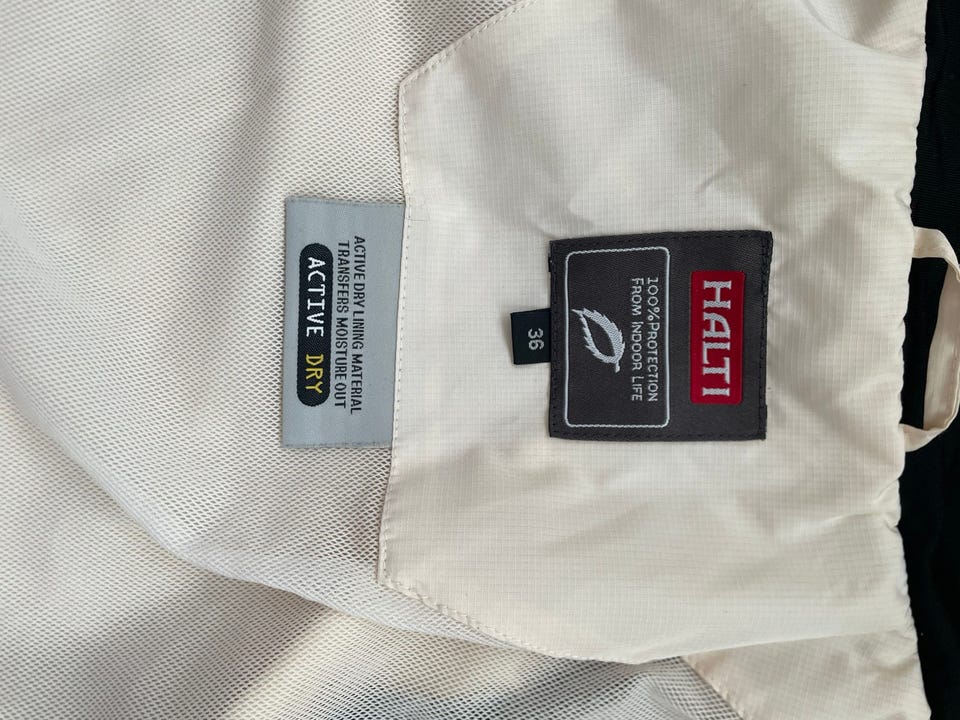 HALTI
100%PROTECTION
FROM INDOOR LIFE
36
ACTIVE DRY LINING MATERIAL
TRANSFERS MOISTURE OUT
ACTIVE DRY